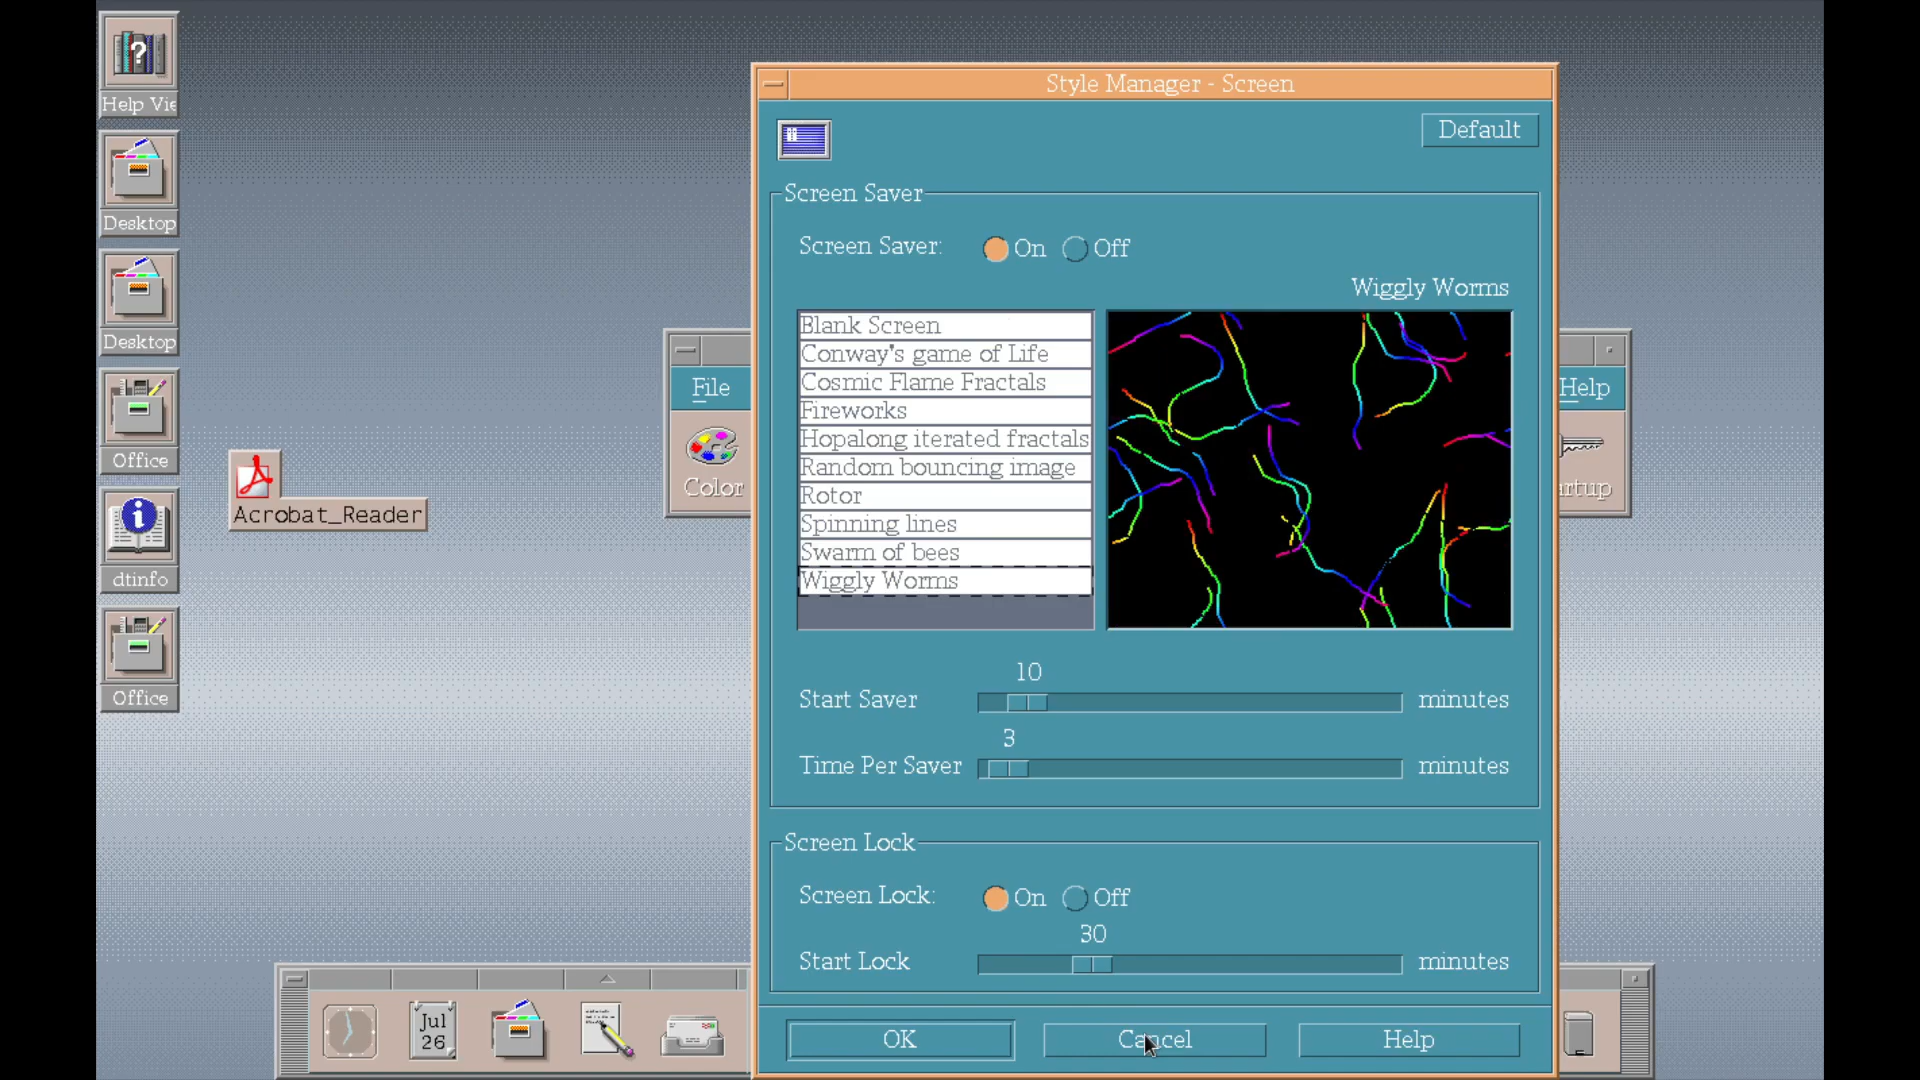 Help Vie
Desktop
Desktop
Office
dtinfo
Office
Acrobat_Reader
File
Color
Help
artup
Style Manager - Screen
Default
Screen Saver
Screen Saver: On Off
Wiggly Worms
Blank Screen
Conway's game of Life
Cosmic Flame Fractals
Fireworks
Hopalong iterated fractals
Random bouncing image
Rotor
Spinning lines
Swarm of bees
Wiggly Worms
10
Start Saver minutes
3
Time Per Saver minutes
Screen Lock
Screen Lock: On Off
30
Start Lock minutes
OK Cancel Help
Jul
26